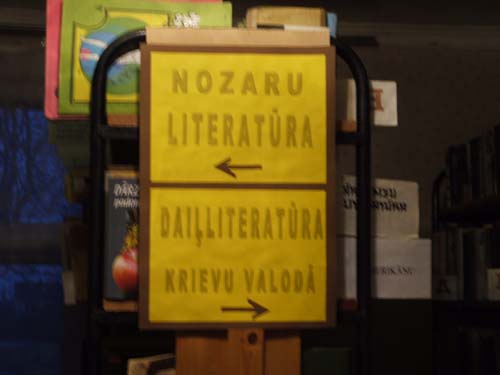 NOZARU
LITERATŪRA
DAIĻLITERATŪRA
KRIEVU VALODĀ